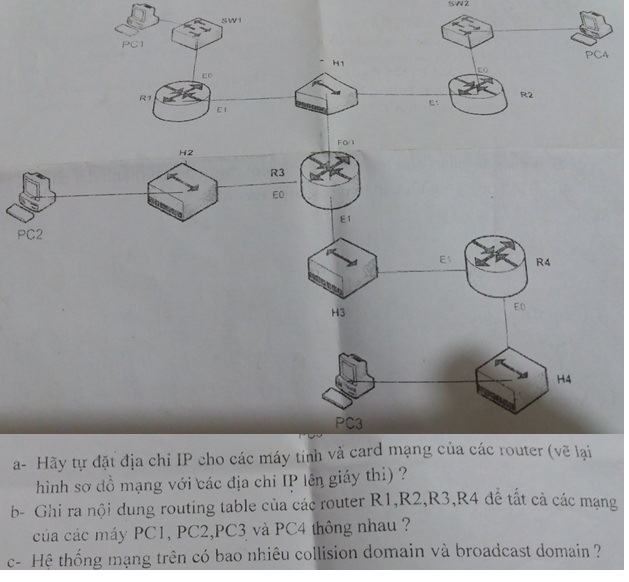 SW1
SW2
PC1
PC4
H1
E0
E0
R1
E1
E1
R2
F0/1
H2
R3
E0
PC2
E1
E1
R4
H3
E0
H4
PC3
a- Hãy tự đặt địa chỉ IP cho các máy tính và card mạng của các router (vẽ lại
hình sơ đồ mạng với các địa chỉ IP lên giấy thi) ?
b- Ghi ra nội dung routing table của các router R1,R2,R3,R4 để tất cả các mạng
của các máy PC1, PC2,PC3 và PC4 thông nhau ?
c- Hệ thống mạng trên có bao nhiêu collision domain và broadcast domain ?